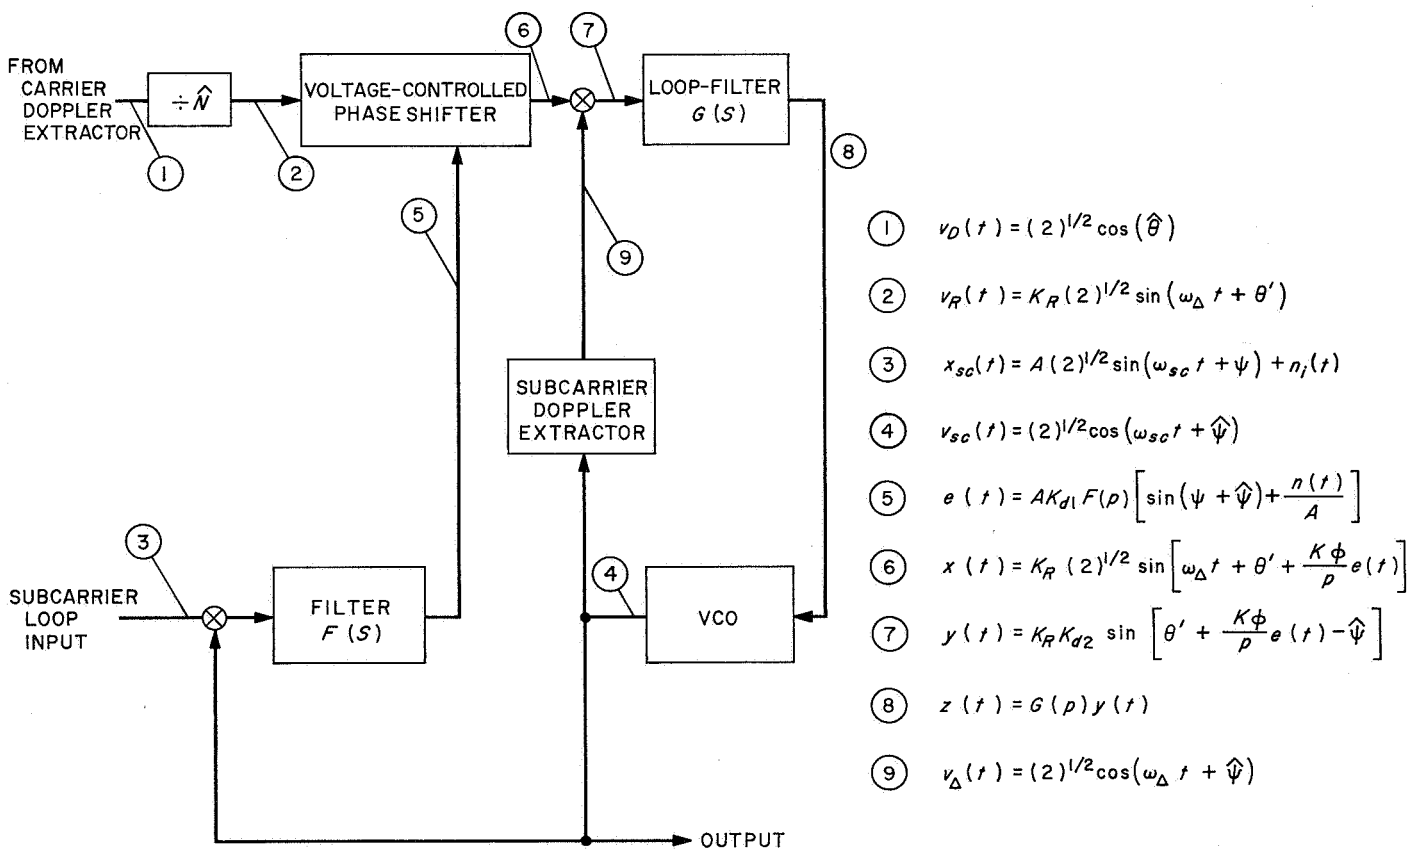 FROM
CARRIER
DOPPLER
EXTRACTOR
÷ N̂
VOLTAGE-CONTROLLED
PHASE SHIFTER
LOOP-FILTER
G (S)
6
7
1
2
5
9
8
SUBCARRIER
DOPPLER
EXTRACTOR
3
4
SUBCARRIER
LOOP
INPUT
FILTER
F (S)
VCO
OUTPUT
1 v_D (t) = (2)^1/2 cos (θ̂)
2 v_R (t) = K_R (2)^1/2 sin (ω_Δ t + θ′)
3 x_sc (t) = A (2)^1/2 sin (ω_sc t + ψ) + n_i (t)
4 v_sc (t) = (2)^1/2 cos (ω_sc t + ψ̂)
5 e (t) = AK_d1 F(p) [sin (ψ + ψ̂) + n(t)/A]
6 x (t) = K_R (2)^1/2 sin [ω_Δ t + θ′ + Kϕ/p e (t)]
7 y (t) = K_R K_d2 sin [θ′ + Kϕ/p e (t) − ψ̂]
8 z (t) = G (p) y (t)
9 v_Δ (t) = (2)^1/2 cos (ω_Δ t + ψ̂)